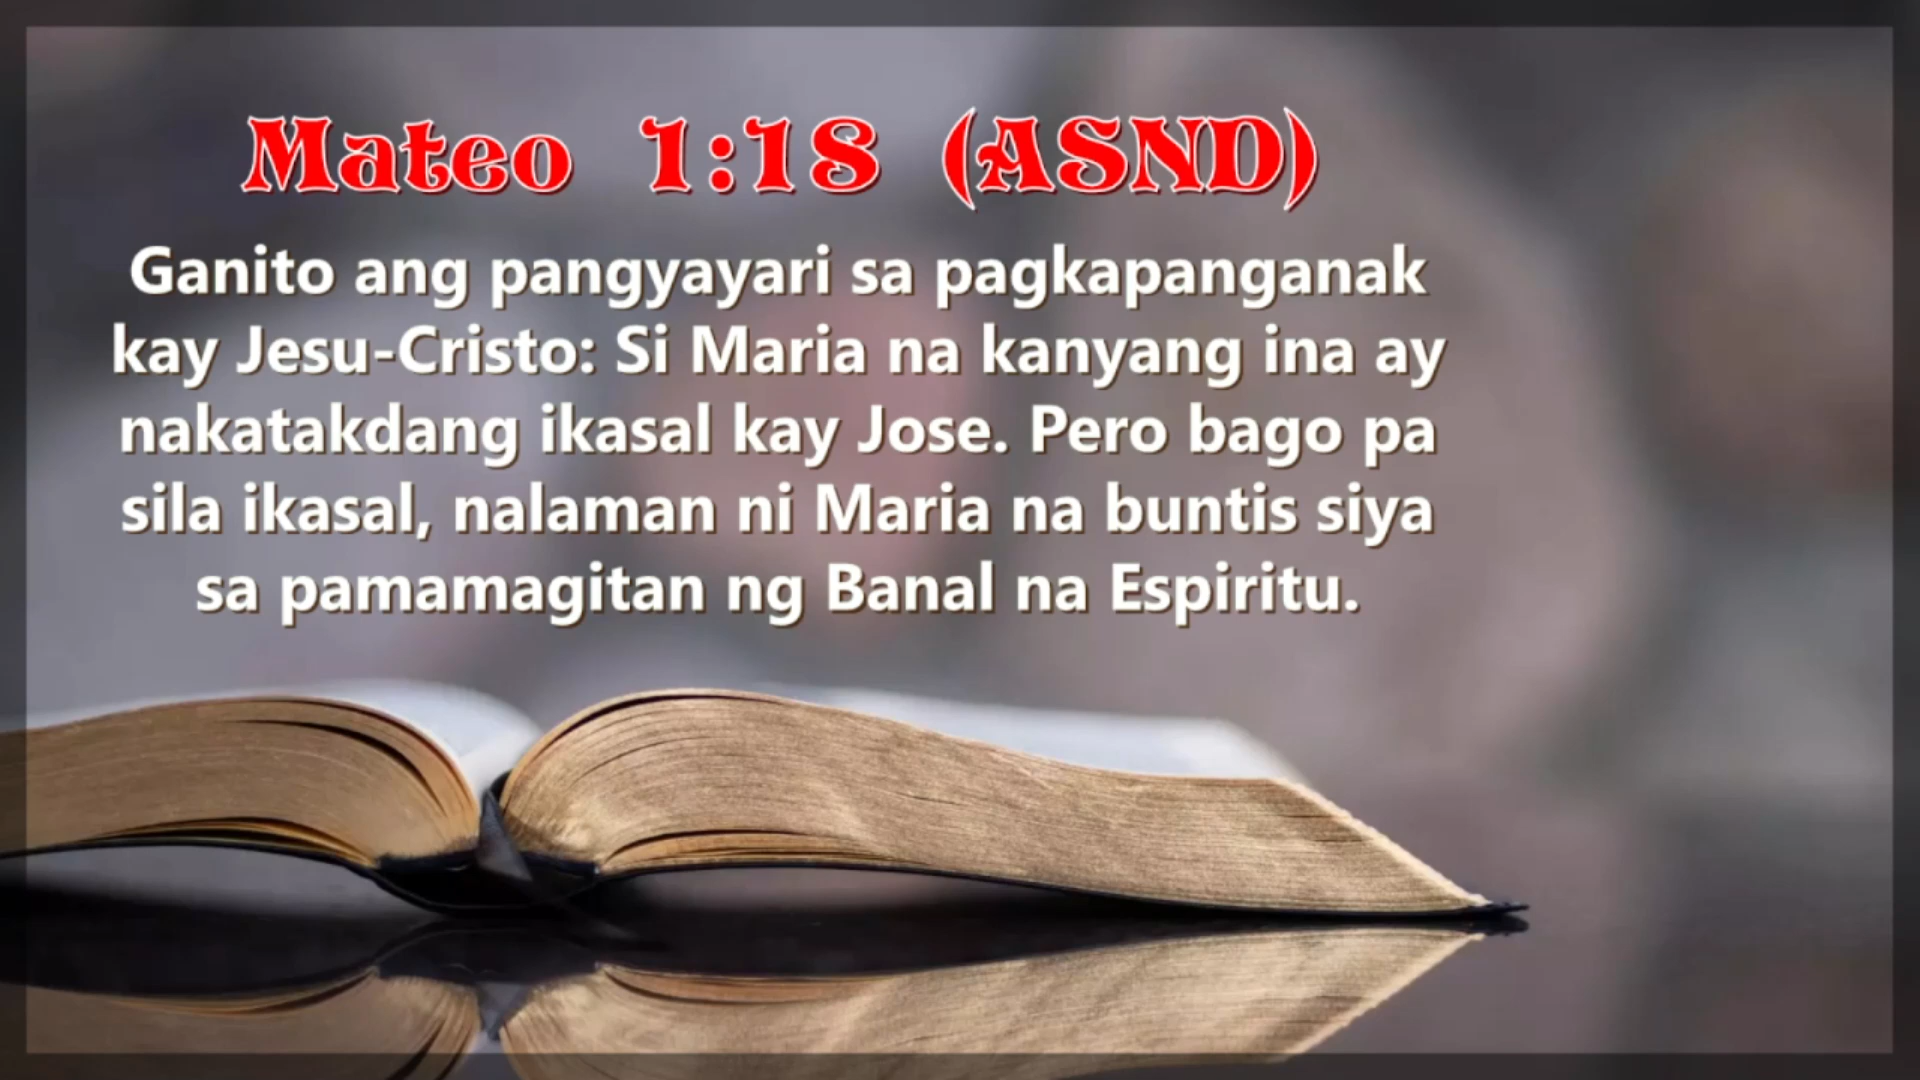 Mateo 1:18 (ASND)
Ganito ang pangyayari sa pagkapanganak
kay Jesu-Cristo: Si Maria na kanyang ina ay
nakatakdang ikasal kay Jose. Pero bago pa
sila ikasal, nalaman ni Maria na buntis siya
sa pamamagitan ng Banal na Espiritu.